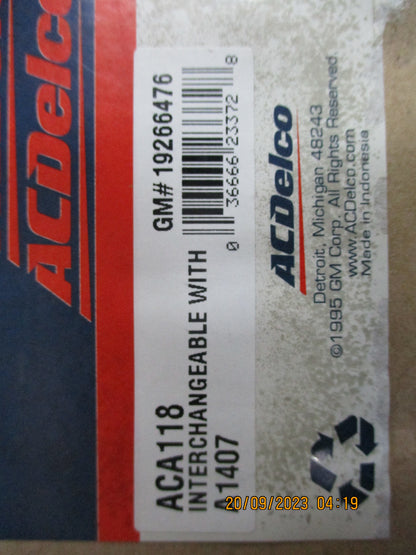 ACDelco
ACA118
INTERCHANGEABLE WITH
A1407
GM# 19266476
0 36666 23372 8
ACDelco
Detroit, Michigan 48243
©1995 GM Corp. All Rights Reserved
www.ACDelco.com
Made in Indonesia
20/09/2023 04:19